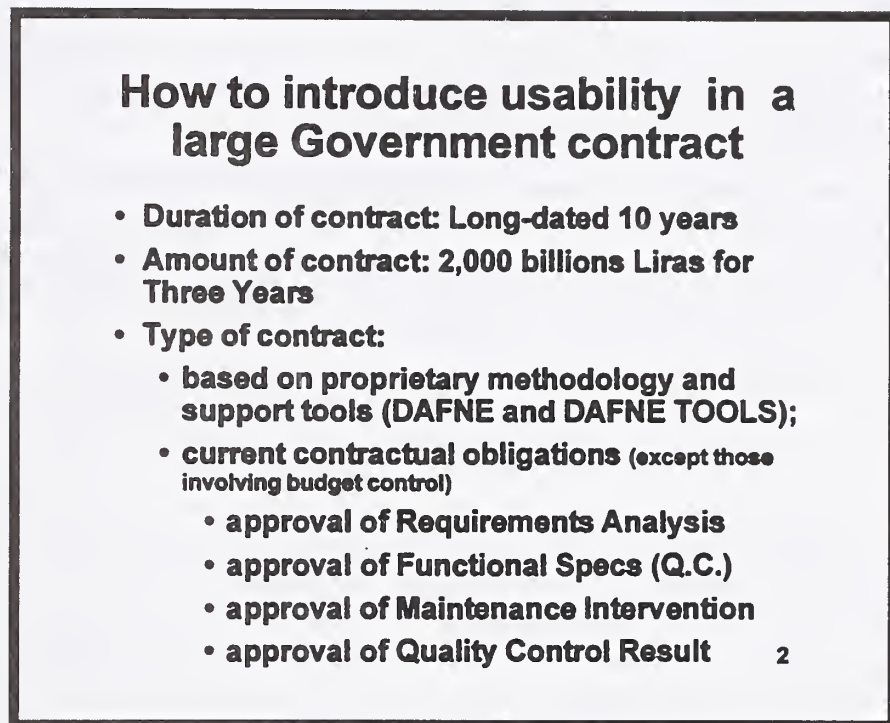 How to introduce usability in a
large Government contract
• Duration of contract: Long-dated 10 years
• Amount of contract: 2,000 billions Liras for
Three Years
• Type of contract:
• based on proprietary methodology and
support tools (DAFNE and DAFNE TOOLS);
• current contractual obligations (except those
involving budget control)
• approval of Requirements Analysis
• approval of Functional Specs (Q.C.)
• approval of Maintenance Intervention
• approval of Quality Control Result 2